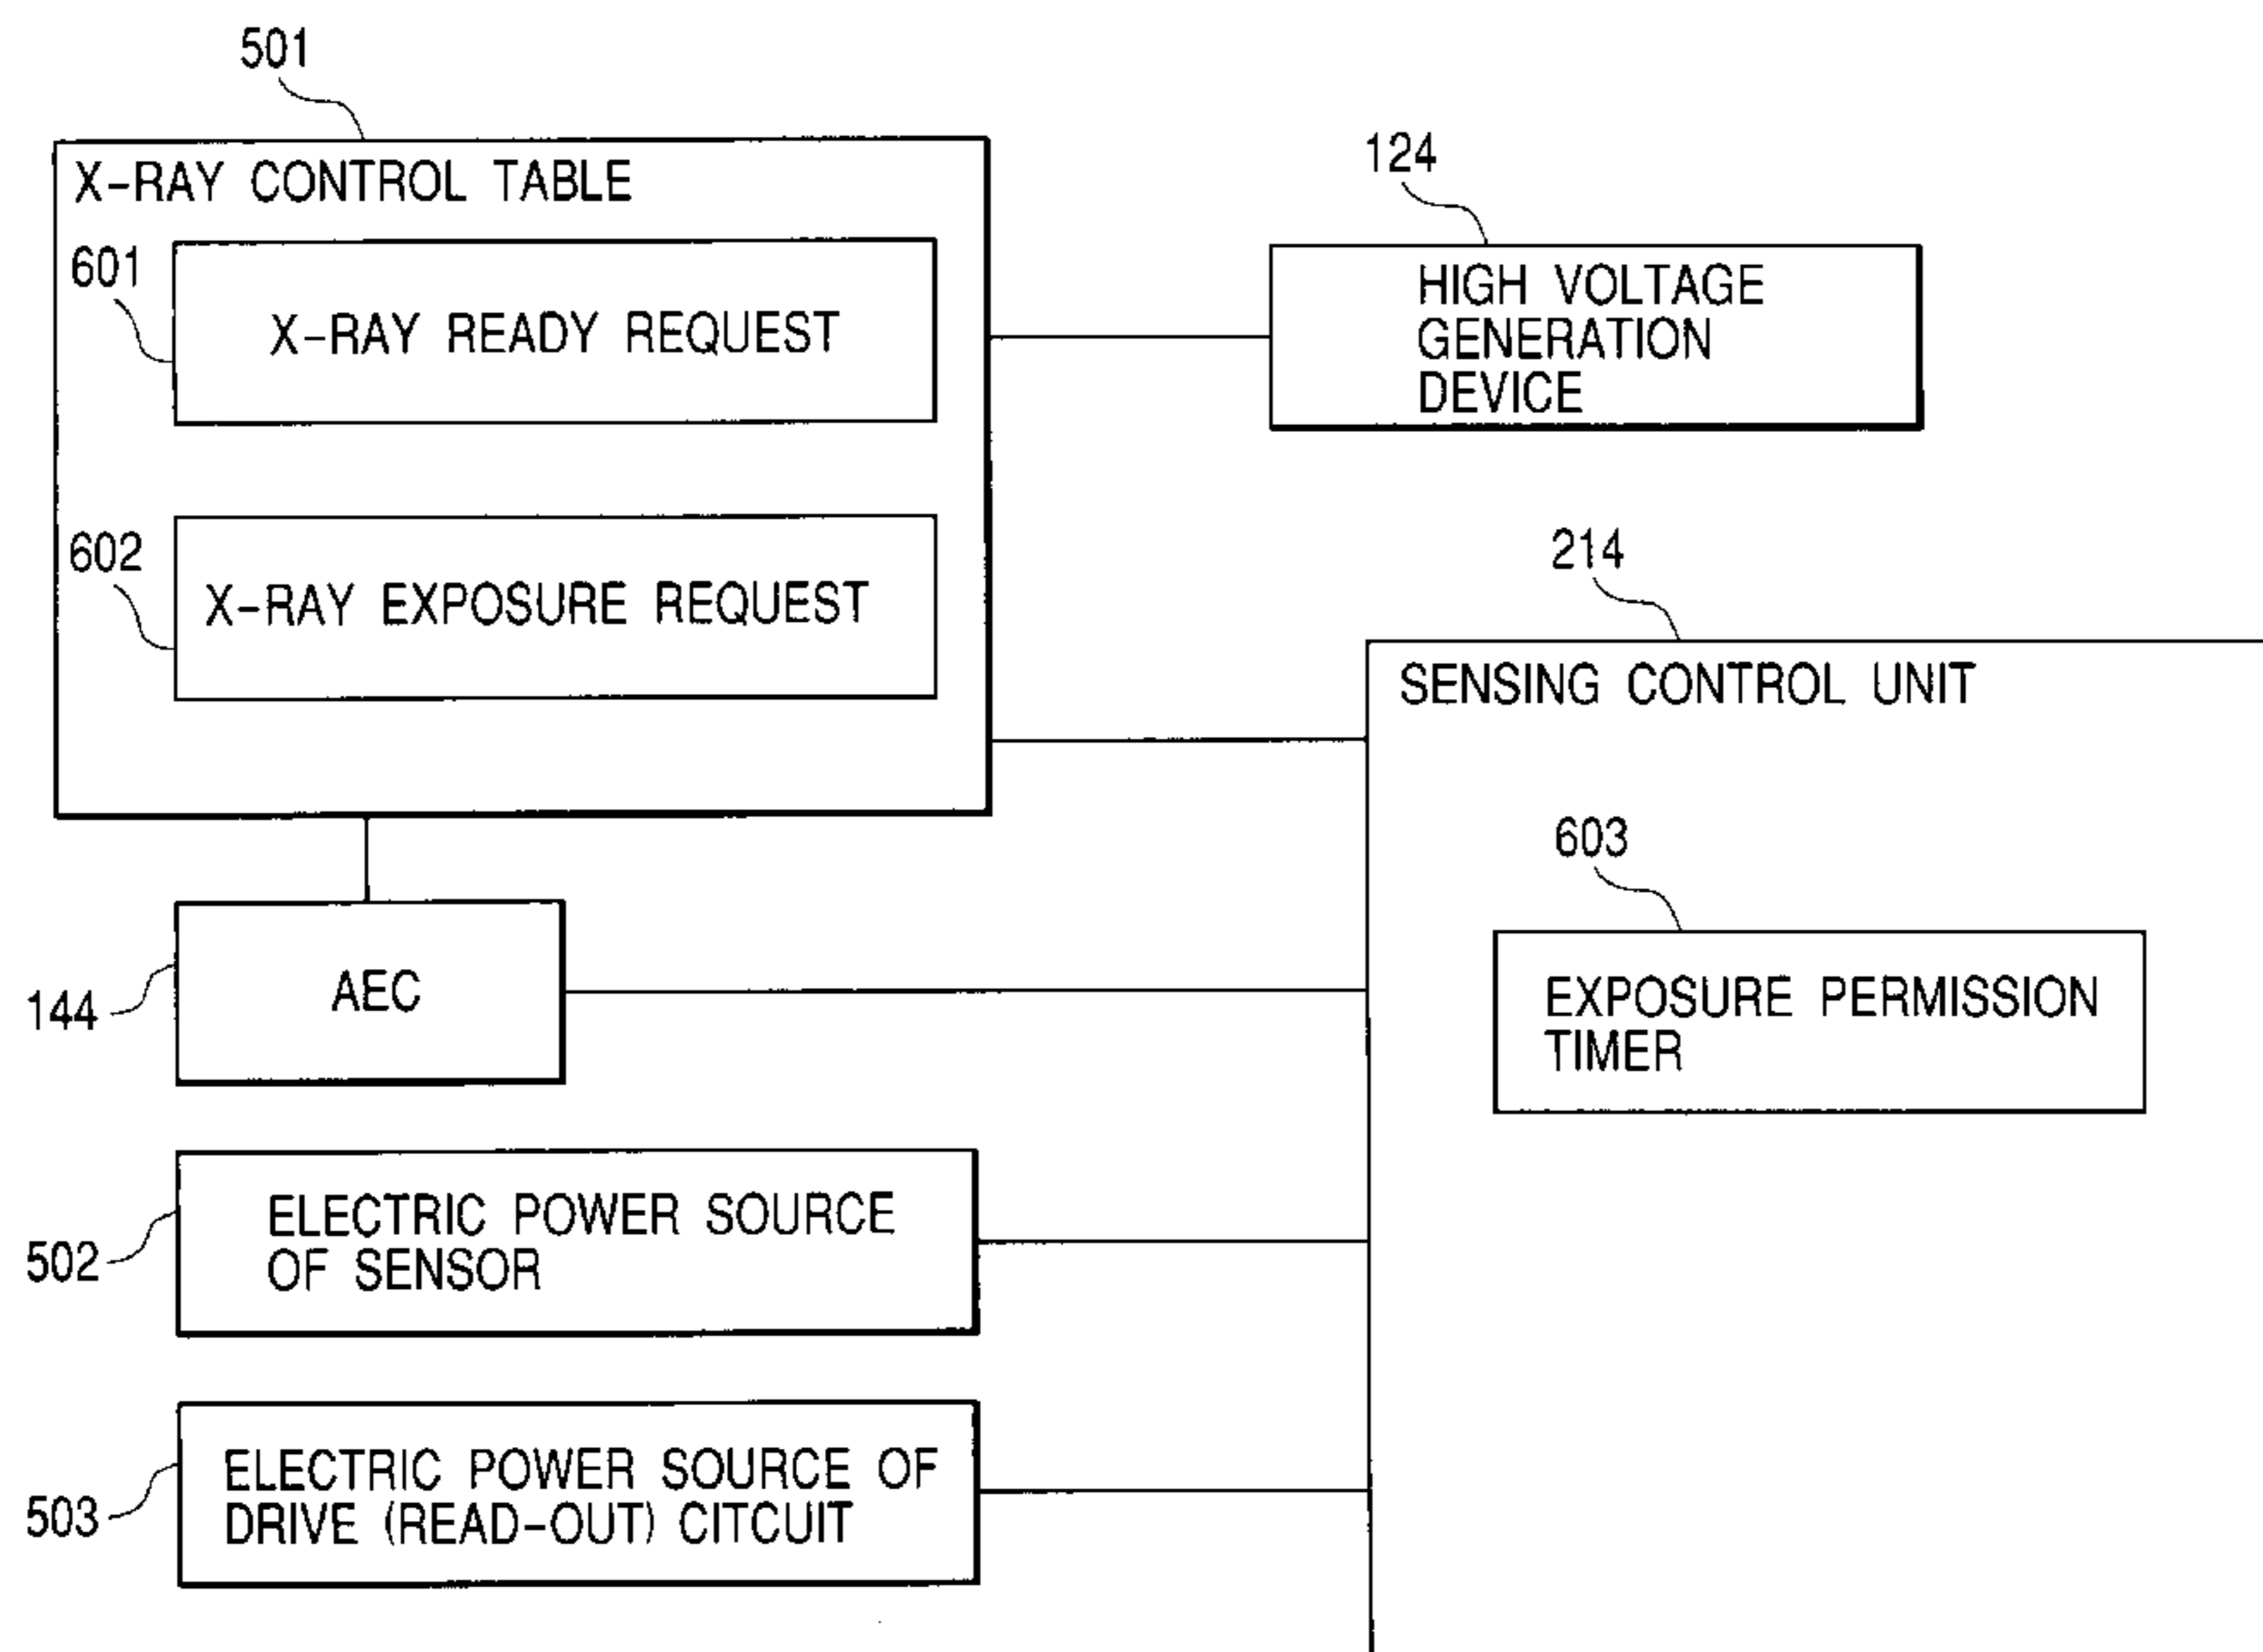 501
X-RAY CONTROL TABLE
124
601
X-RAY READY REQUEST
HIGH VOLTAGE
GENERATION
DEVICE
602
X-RAY EXPOSURE REQUEST
214
SENSING CONTROL UNIT
603
EXPOSURE PERMISSION
TIMER
144
AEC
502
ELECTRIC POWER SOURCE
OF SENSOR
503
ELECTRIC POWER SOURCE OF
DRIVE (READ-OUT) CITCUIT